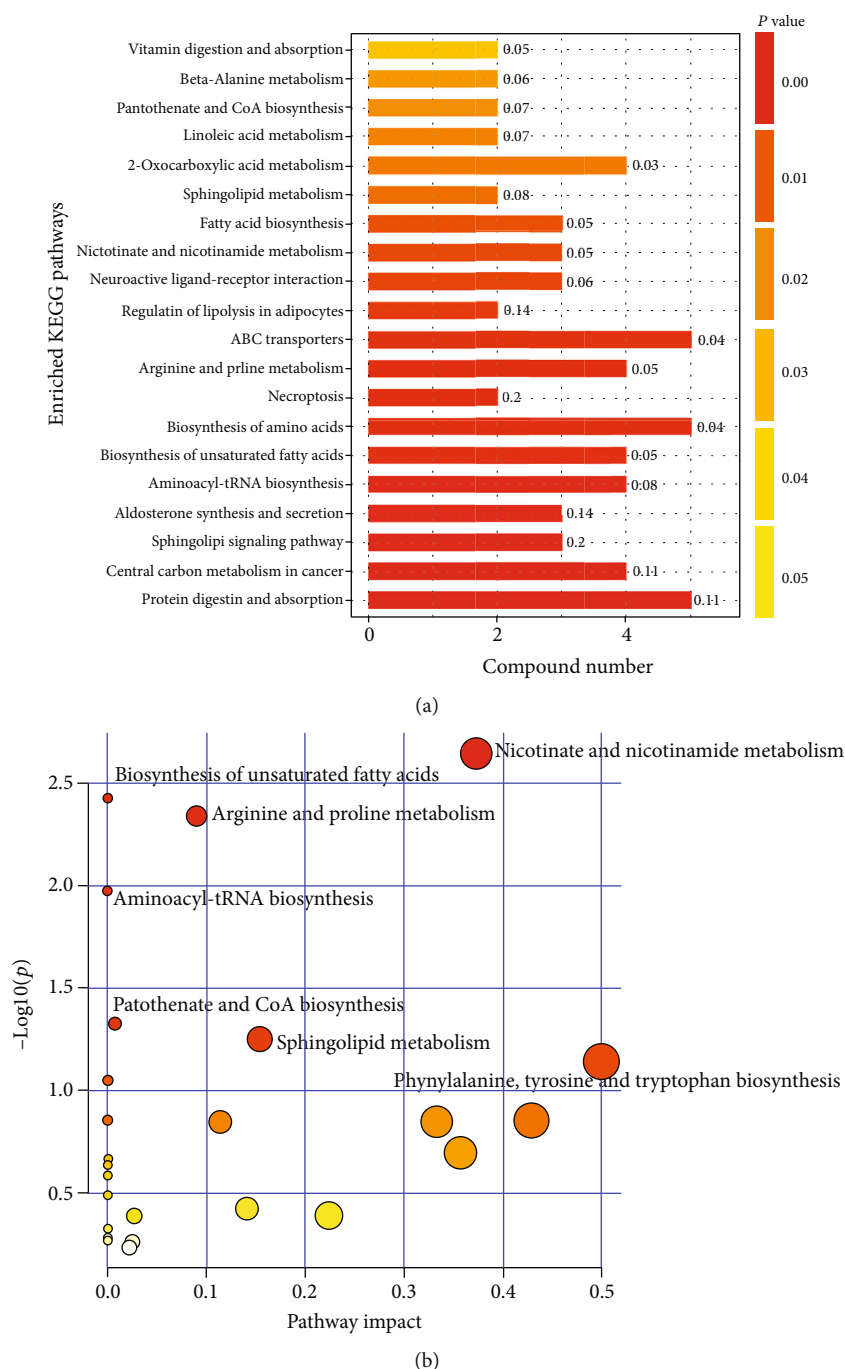 P value
Vitamin digestion and absorption 0.05
Beta-Alanine metabolism 0.06
Pantothenate and CoA biosynthesis 0.07
Linoleic acid metabolism 0.07
2-Oxocarboxylic acid metabolism 0.03
Sphingolipid metabolism 0.08
Fatty acid biosynthesis 0.05
Nictotinate and nicotinamide metabolism 0.05
Neuroactive ligand-receptor interaction 0.06
Regulatin of lipolysis in adipocytes 0.14
ABC transporters 0.04
Arginine and prline metabolism 0.05
Necroptosis 0.2
Biosynthesis of amino acids 0.04
Biosynthesis of unsaturated fatty acids 0.05
Aminoacyl-tRNA biosynthesis 0.08
Aldosterone synthesis and secretion 0.14
Sphingolipi signaling pathway 0.2
Central carbon metabolism in cancer 0.11
Protein digestin and absorption 0.11
Enriched KEGG pathways
0 2 4
Compound number
0.00
0.01
0.02
0.03
0.04
0.05
(a)
Nicotinate and nicotinamide metabolism
Biosynthesis of unsaturated fatty acids
Arginine and proline metabolism
Aminoacyl-tRNA biosynthesis
Patothenate and CoA biosynthesis
Sphingolipid metabolism
Phynylalanine, tyrosine and tryptophan biosynthesis
2.5
2.0
1.5
1.0
0.5
–Log10(p)
0.0 0.1 0.2 0.3 0.4 0.5
Pathway impact
(b)